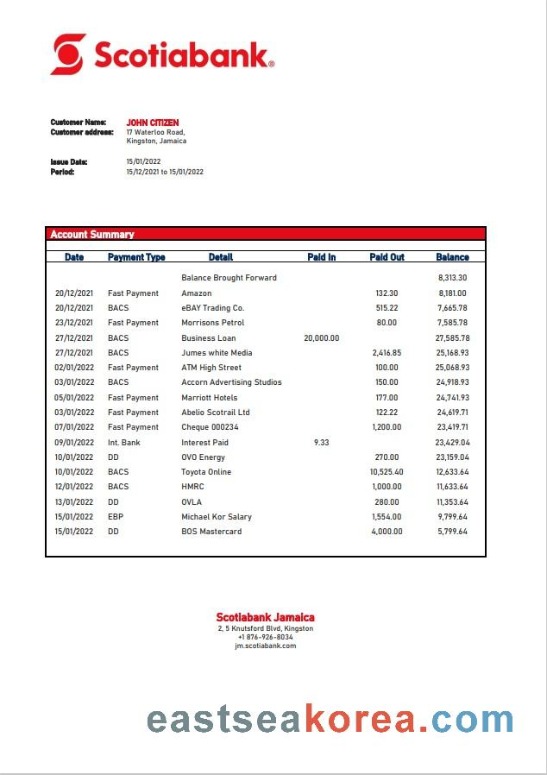 Scotiabank®
Customer Name: JOHN CITIZEN
Customer address: 17 Waterloo Road,
Kingston, Jamaica
Issue Date: 15/01/2022
Period: 15/12/2021 to 15/01/2022
Account Summary
Date Payment Type Detail Paid In Paid Out Balance
Balance Brought Forward 8,313.30
20/12/2021 Fast Payment Amazon 132.30 8,181.00
20/12/2021 BACS eBAY Trading Co. 515.22 7,665.78
23/12/2021 Fast Payment Morrisons Petrol 80.00 7,585.78
27/12/2021 BACS Business Loan 20,000.00 27,585.78
27/12/2021 BACS Jumes white Media 2,416.85 25,168.93
02/01/2022 Fast Payment ATM High Street 100.00 25,068.93
03/01/2022 BACS Accorn Advertising Studios 150.00 24,918.93
05/01/2022 Fast Payment Marriott Hotels 177.00 24,741.93
03/01/2022 Fast Payment Abelio Scotrail Ltd 122.22 24,619.71
07/01/2022 Fast Payment Cheque 000234 1,200.00 23,419.71
09/01/2022 Int. Bank Interest Paid 9.33 23,429.04
10/01/2022 DD OVO Energy 270.00 23,159.04
10/01/2022 BACS Toyota Online 10,525.40 12,633.64
12/01/2022 BACS HMRC 1,000.00 11,633.64
13/01/2022 DD OVLA 280.00 11,353.64
15/01/2022 EBP Michael Kor Salary 1,554.00 9,799.64
15/01/2022 DD BOS Mastercard 4,000.00 5,799.64
Scotiabank Jamaica
2, 5 Knutsford Blvd, Kingston
+1 876-926-8034
jm.scotiabank.com
eastseakorea.com